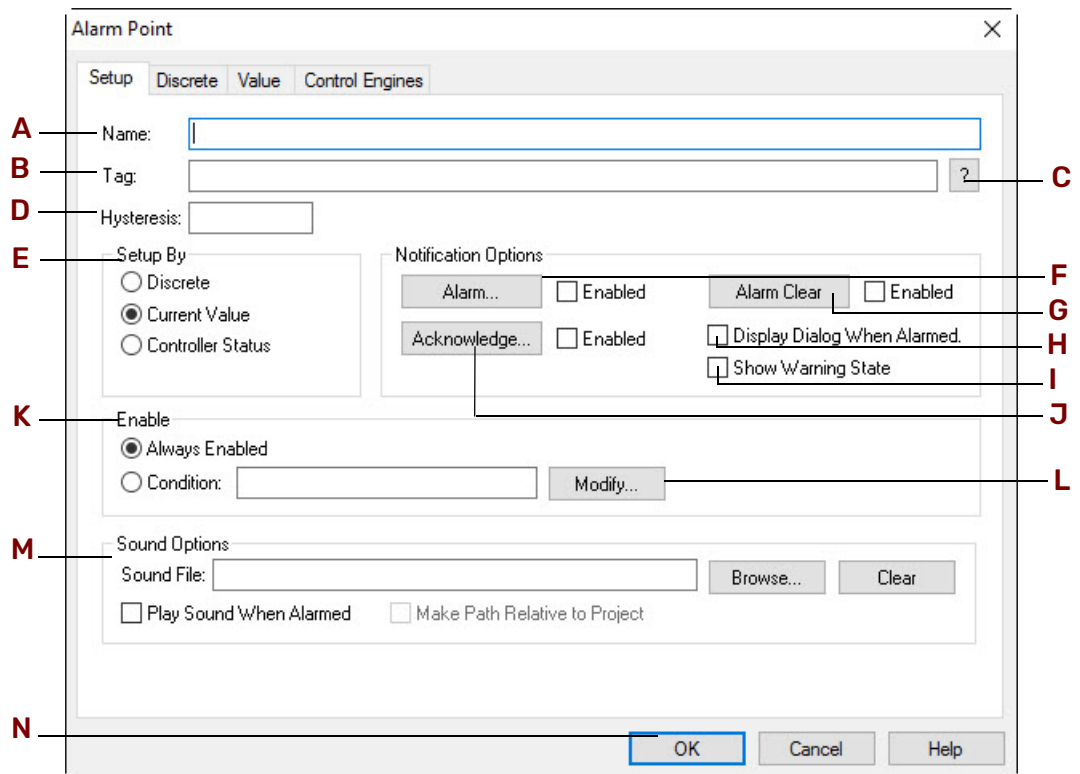 Alarm Point
Setup Discrete Value Control Engines
A Name:
B Tag: ? C
D Hysteresis:
E Setup By
Discrete
Current Value
Controller Status
Notification Options
Alarm... Enabled Alarm Clear Enabled F
G
Acknowledge... Enabled Display Dialog When Alarmed. H
Show Warning State I
J
K Enable
Always Enabled
Condition: Modify... L
M Sound Options
Sound File: Browse... Clear
Play Sound When Alarmed Make Path Relative to Project
N OK Cancel Help